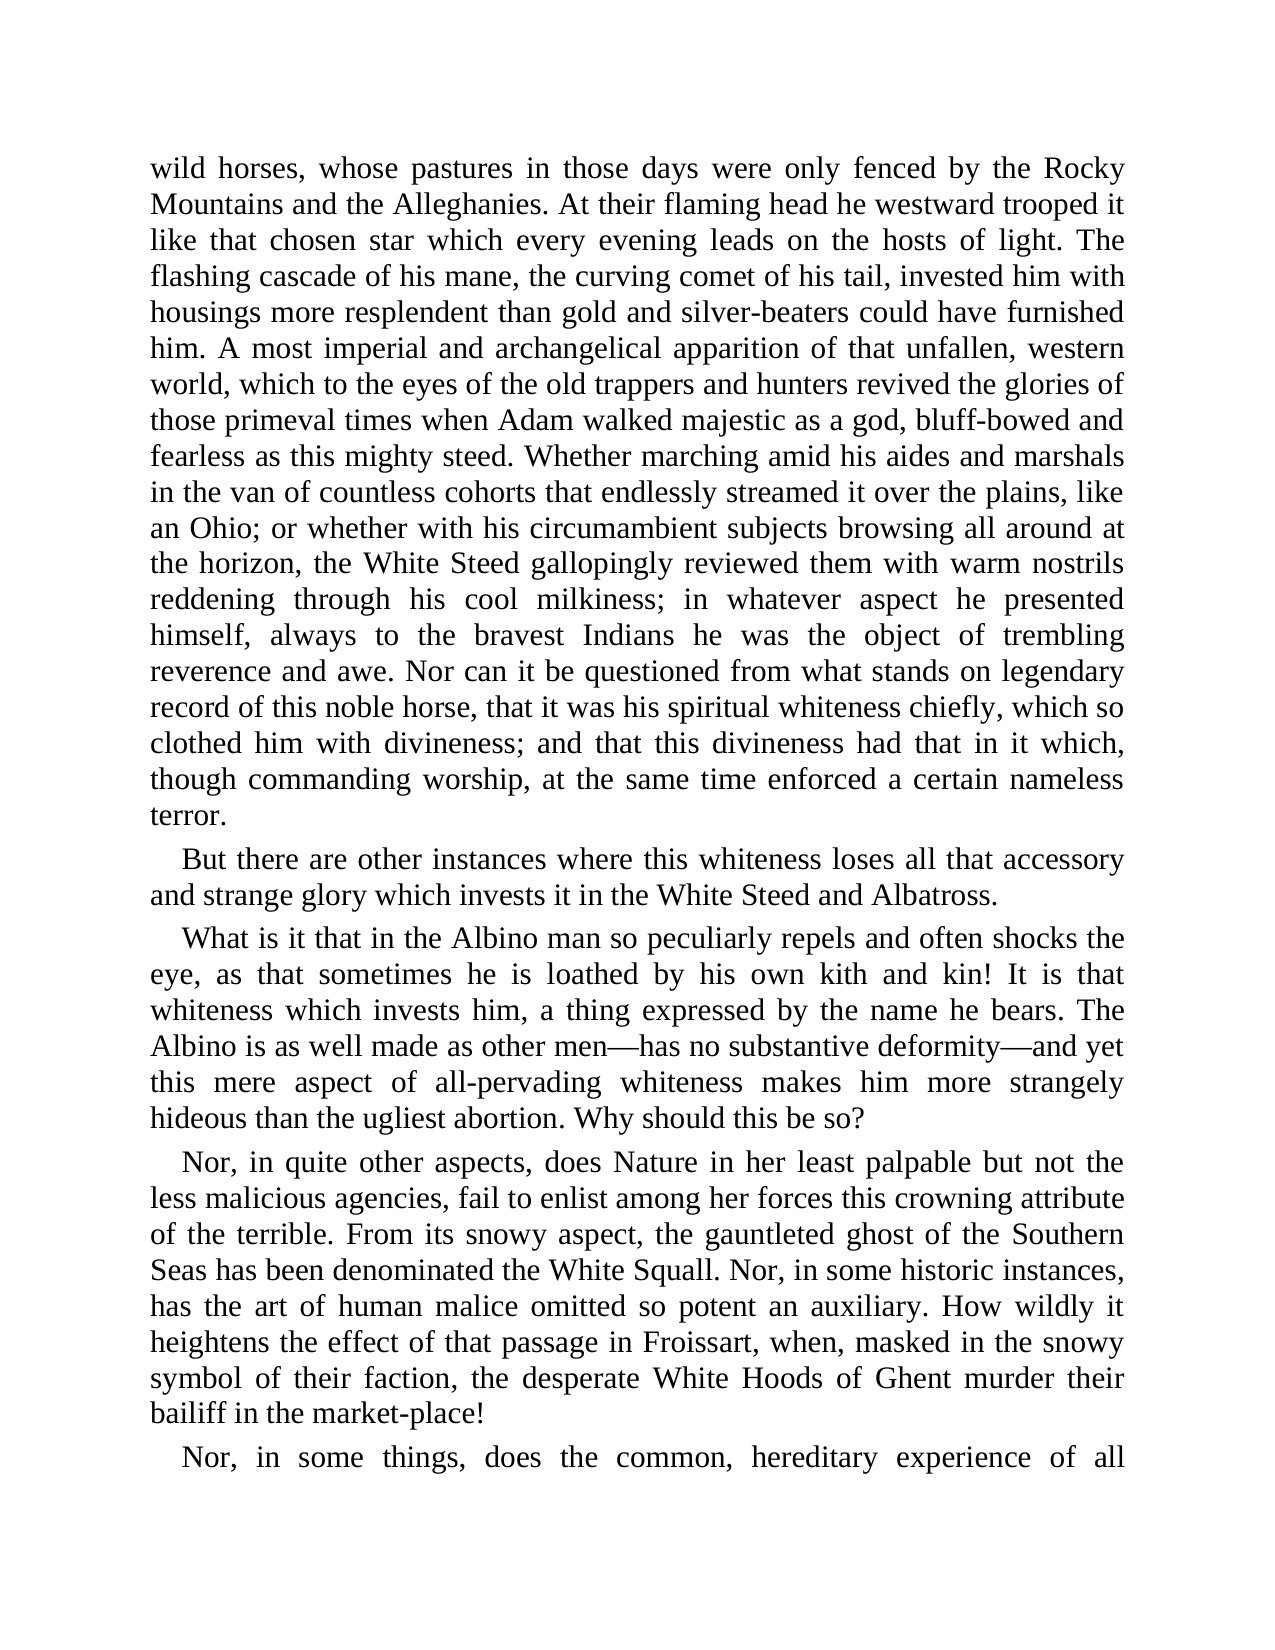 wild horses, whose pastures in those days were only fenced by the Rocky
Mountains and the Alleghanies. At their flaming head he westward trooped it
like that chosen star which every evening leads on the hosts of light. The
flashing cascade of his mane, the curving comet of his tail, invested him with
housings more resplendent than gold and silver-beaters could have furnished
him. A most imperial and archangelical apparition of that unfallen, western
world, which to the eyes of the old trappers and hunters revived the glories of
those primeval times when Adam walked majestic as a god, bluff-bowed and
fearless as this mighty steed. Whether marching amid his aides and marshals
in the van of countless cohorts that endlessly streamed it over the plains, like
an Ohio; or whether with his circumambient subjects browsing all around at
the horizon, the White Steed gallopingly reviewed them with warm nostrils
reddening through his cool milkiness; in whatever aspect he presented
himself, always to the bravest Indians he was the object of trembling
reverence and awe. Nor can it be questioned from what stands on legendary
record of this noble horse, that it was his spiritual whiteness chiefly, which so
clothed him with divineness; and that this divineness had that in it which,
though commanding worship, at the same time enforced a certain nameless
terror.
But there are other instances where this whiteness loses all that accessory
and strange glory which invests it in the White Steed and Albatross.
What is it that in the Albino man so peculiarly repels and often shocks the
eye, as that sometimes he is loathed by his own kith and kin! It is that
whiteness which invests him, a thing expressed by the name he bears. The
Albino is as well made as other men—has no substantive deformity—and yet
this mere aspect of all-pervading whiteness makes him more strangely
hideous than the ugliest abortion. Why should this be so?
Nor, in quite other aspects, does Nature in her least palpable but not the
less malicious agencies, fail to enlist among her forces this crowning attribute
of the terrible. From its snowy aspect, the gauntleted ghost of the Southern
Seas has been denominated the White Squall. Nor, in some historic instances,
has the art of human malice omitted so potent an auxiliary. How wildly it
heightens the effect of that passage in Froissart, when, masked in the snowy
symbol of their faction, the desperate White Hoods of Ghent murder their
bailiff in the market-place!
Nor, in some things, does the common, hereditary experience of all